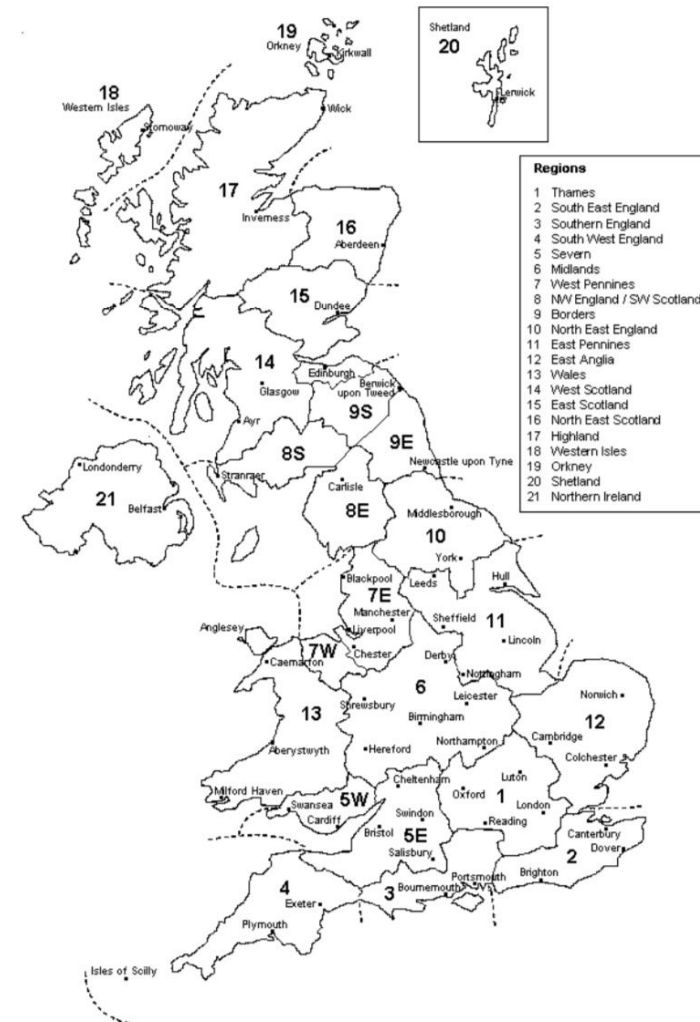 19
Orkney
Kirkwall
Shetland
20
Lerwick
18
Western Isles
Stornoway
Wick
17
Inverness
16
Aberdeen
Regions
1 Thames
2 South East England
3 Southern England
4 South West England
5 Severn
6 Midlands
7 West Pennines
8 NW England / SW Scotland
9 Borders
10 North East England
11 East Pennines
12 East Anglia
13 Wales
14 West Scotland
15 East Scotland
16 North East Scotland
17 Highland
18 Western Isles
19 Orkney
20 Shetland
21 Northern Ireland
15
Dundee
14
Glasgow
Edinburgh
Berwick
upon Tweed
9S
Ayr
8S
9E
Stranraer
Newcastle upon Tyne
Londonderry
21
Belfast
Carlisle
8E
Middlesborough
10
York
Blackpool
7E
Leeds
Hull
Manchester
Liverpool
Sheffield
11
Lincoln
Anglesey
Caernarfon
7W
Chester
Derby
Nottingham
6
Leicester
Shrewsbury
Birmingham
13
Norwich
12
Cambridge
Colchester
Aberystwyth
Hereford
Northampton
Milford Haven
Swansea
5W
Cardiff
Cheltenham
Luton
Oxford
1
London
Swindon
Reading
Bristol
5E
Salisbury
Canterbury
Dover
2
4
Exeter
3
Bournemouth
Portsmouth
Brighton
Plymouth
Isles of Scilly